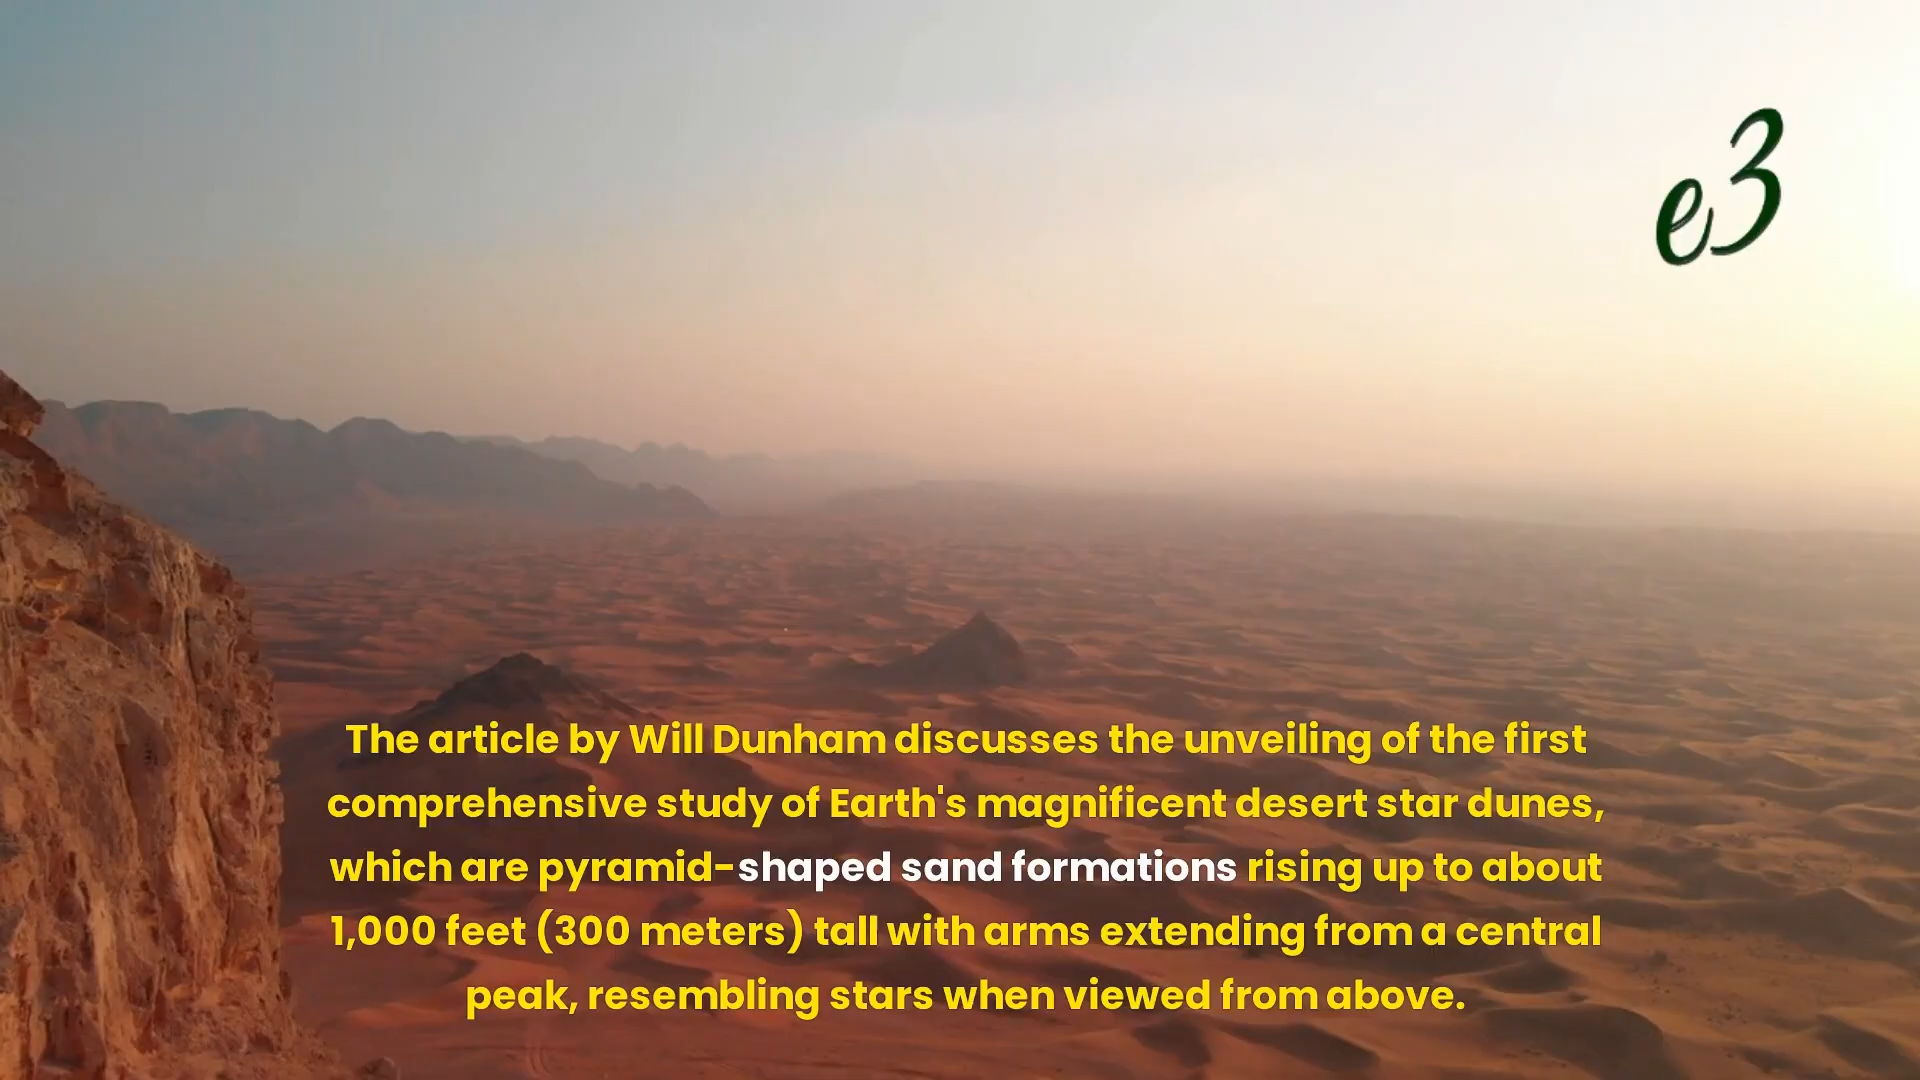 e3
The article by Will Dunham discusses the unveiling of the first
comprehensive study of Earth's magnificent desert star dunes,
which are pyramid-shaped sand formations rising up to about
1,000 feet (300 meters) tall with arms extending from a central
peak, resembling stars when viewed from above.